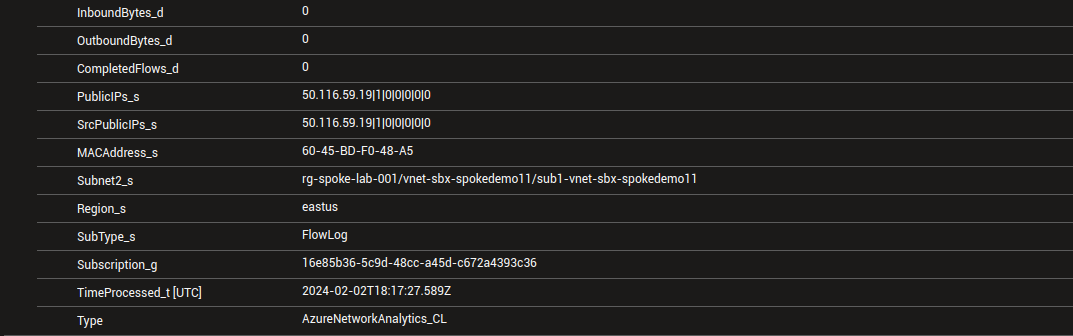 InboundBytes_d 0
OutboundBytes_d 0
CompletedFlows_d 0
PublicIPs_s 50.116.59.19|1|0|0|0|0|0
SrcPublicIPs_s 50.116.59.19|1|0|0|0|0|0
MACAddress_s 60-45-BD-F0-48-A5
Subnet2_s rg-spoke-lab-001/vnet-sbx-spokedemo11/sub1-vnet-sbx-spokedemo11
Region_s eastus
SubType_s FlowLog
Subscription_g 16e85b36-5c9d-48cc-a45d-c672a4393c36
TimeProcessed_t [UTC] 2024-02-02T18:17:27.589Z
Type AzureNetworkAnalytics_CL